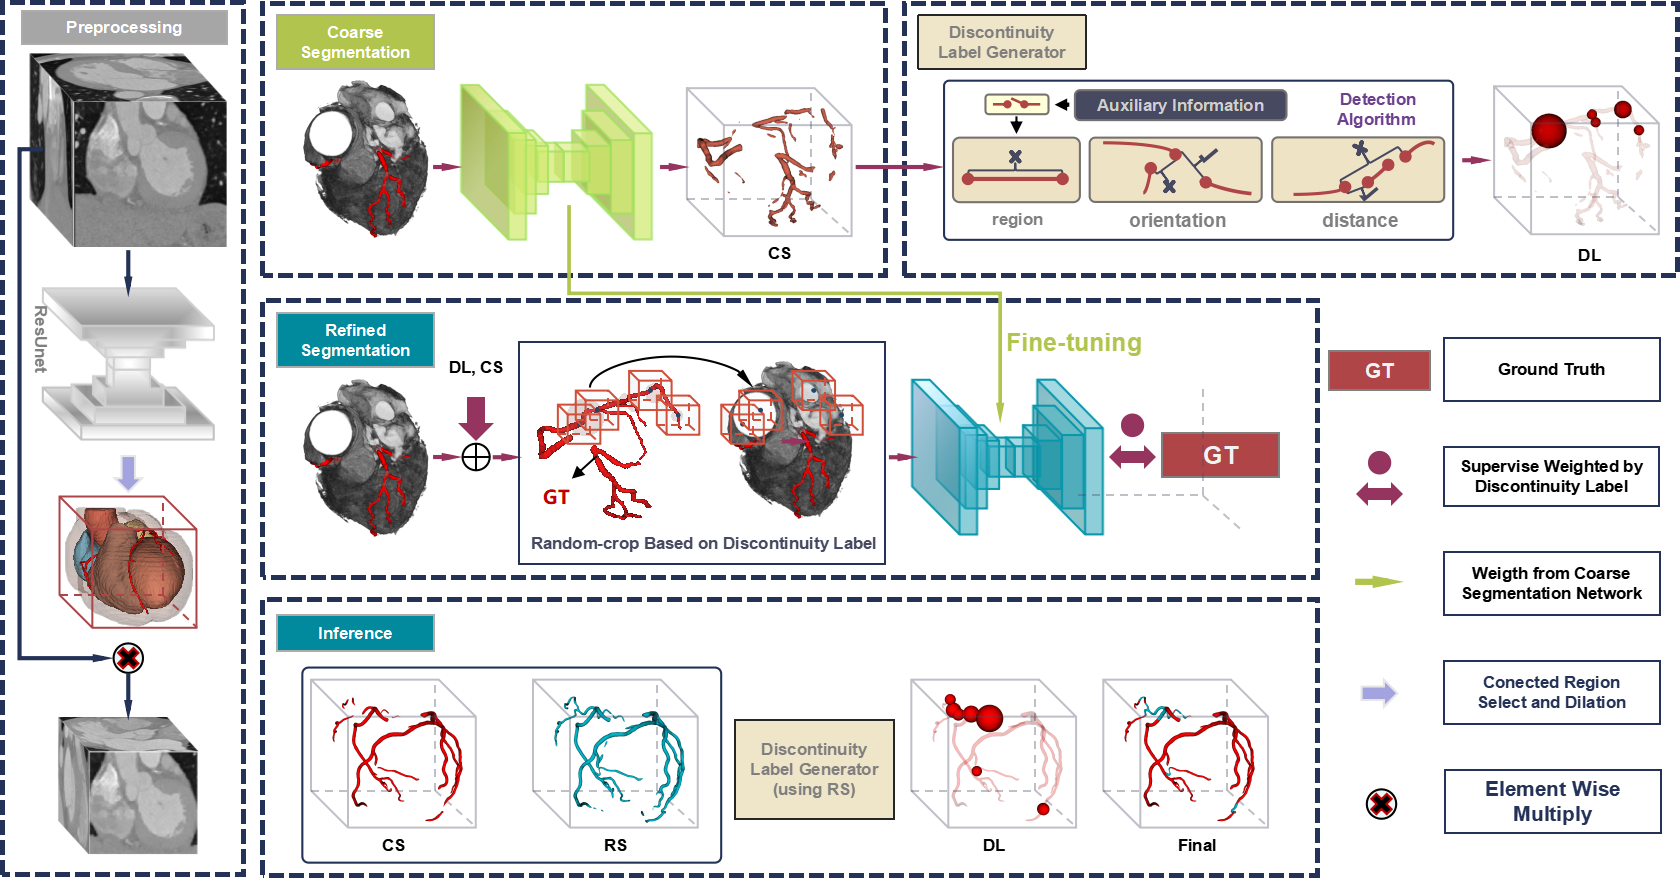 Preprocessing
ResUnet
Coarse
Segmentation
CS
Discontinuity
Label Generator
Auxiliary Information
Detection
Algorithm
region
orientation
distance
DL
Refined
Segmentation
DL, CS
GT
Random-crop Based on Discontinuity Label
Fine-tuning
GT
Inference
CS
RS
Discontinuity
Label Generator
(using RS)
DL
Final
GT
Ground Truth
Supervise Weighted by
Discontinuity Label
Weigth from Coarse
Segmentation Network
Conected Region
Select and Dilation
Element Wise
Multiply